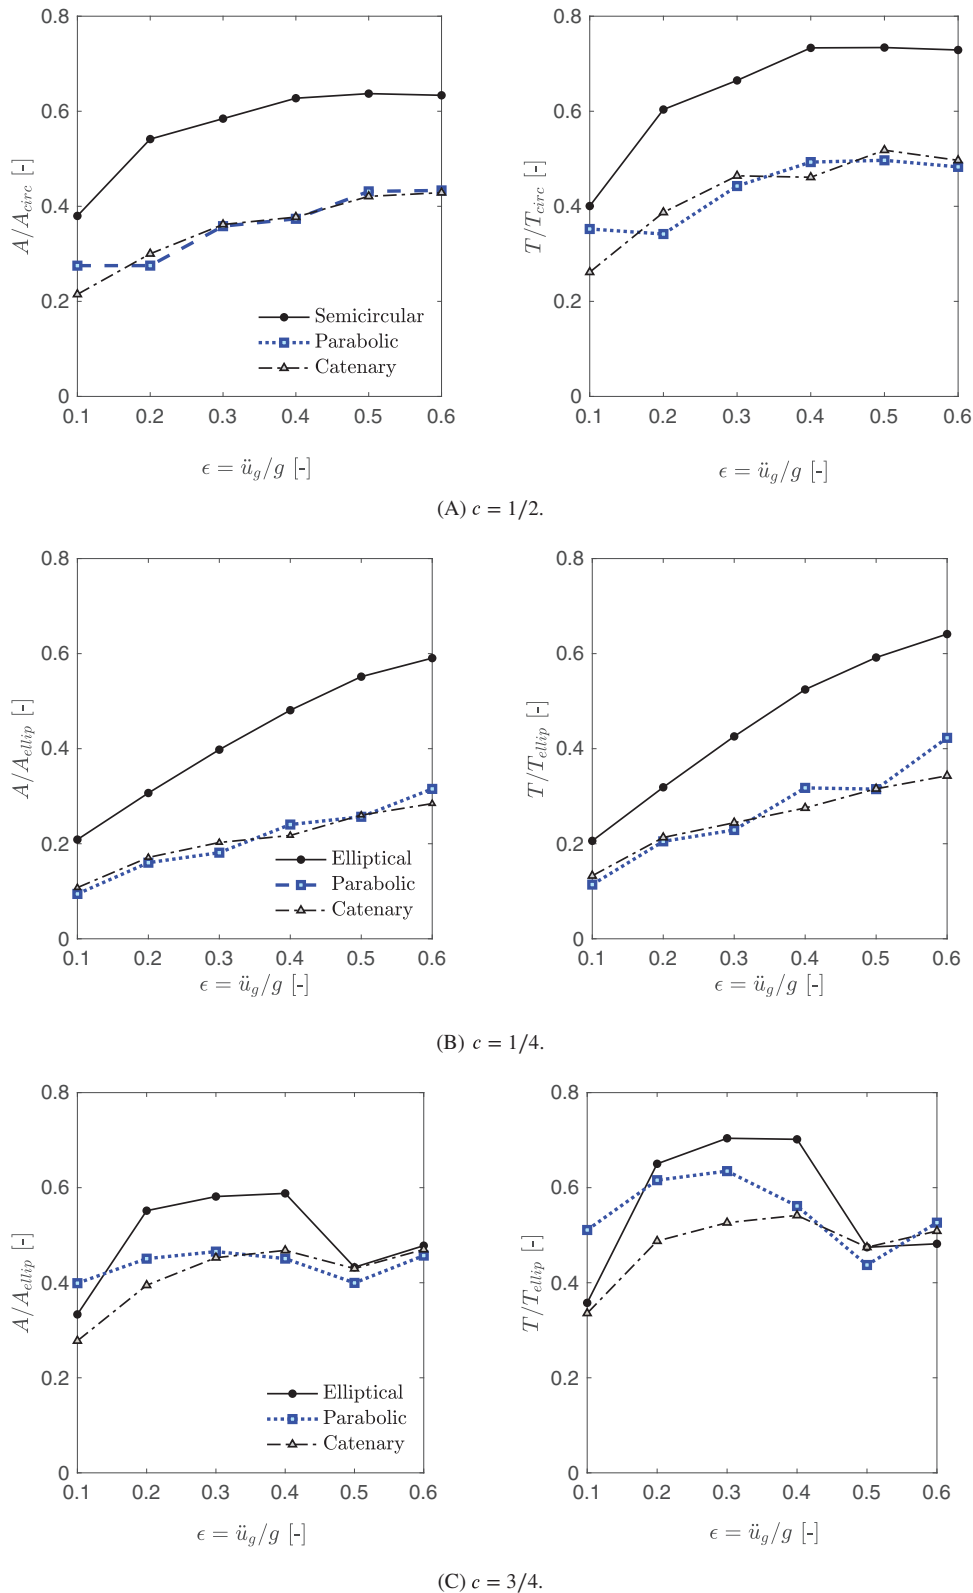 0.8
0.6
0.4
0.2
0
A/A_circ [-]
Semicircular
Parabolic
Catenary
0.1 0.2 0.3 0.4 0.5 0.6
ϵ = ü_g/g [-]
0.8
0.6
0.4
0.2
0
T/T_circ [-]
0.1 0.2 0.3 0.4 0.5 0.6
ϵ = ü_g/g [-]
(A) c = 1/2.
0.8
0.6
0.4
0.2
0
A/A_ellip [-]
Elliptical
Parabolic
Catenary
0.1 0.2 0.3 0.4 0.5 0.6
ϵ = ü_g/g [-]
0.8
0.6
0.4
0.2
0
T/T_ellip [-]
0.1 0.2 0.3 0.4 0.5 0.6
ϵ = ü_g/g [-]
(B) c = 1/4.
0.8
0.6
0.4
0.2
0
A/A_ellip [-]
Elliptical
Parabolic
Catenary
0.1 0.2 0.3 0.4 0.5 0.6
ϵ = ü_g/g [-]
0.8
0.6
0.4
0.2
0
T/T_ellip [-]
0.1 0.2 0.3 0.4 0.5 0.6
ϵ = ü_g/g [-]
(C) c = 3/4.